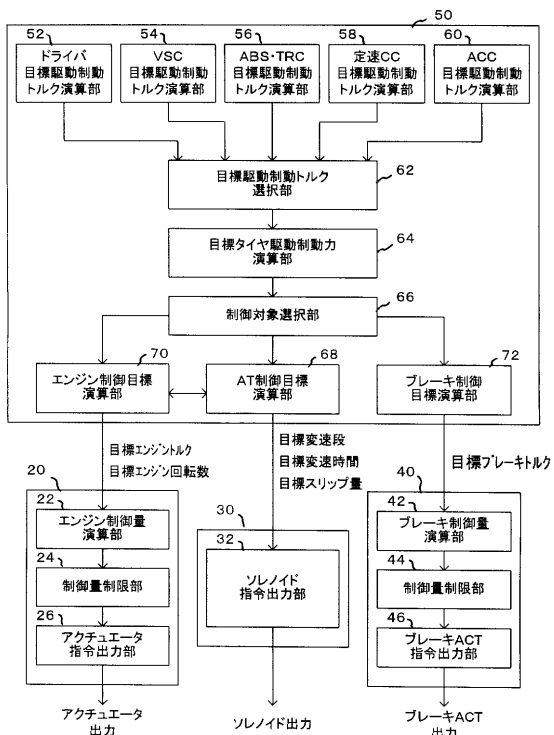 50
52
54
56
58
60
ドライバ
目標駆動制動
トルク演算部
VSC
目標駆動制動
トルク演算部
ABS・TRC
目標駆動制動
トルク演算部
定速CC
目標駆動制動
トルク演算部
ACC
目標駆動制動
トルク演算部
目標駆動制動トルク
選択部
62
目標タイヤ駆動制動力
演算部
64
制御対象選択部
66
70
エンジン制御目標
演算部
68
AT制御目標
演算部
72
ブレーキ制御
目標演算部
目標エンジントルク
目標エンジン回転数
目標変速段
目標変速時間
目標スリップ量
目標ブレーキトルク
20
22
エンジン制御量
演算部
24
制御量制限部
26
アクチュエータ
指令出力部
アクチュエータ
出力
30
32
ソレノイド
指令出力部
ソレノイド出力
40
42
ブレーキ制御量
演算部
44
制御量制限部
46
ブレーキACT
指令出力部
ブレーキACT
出力